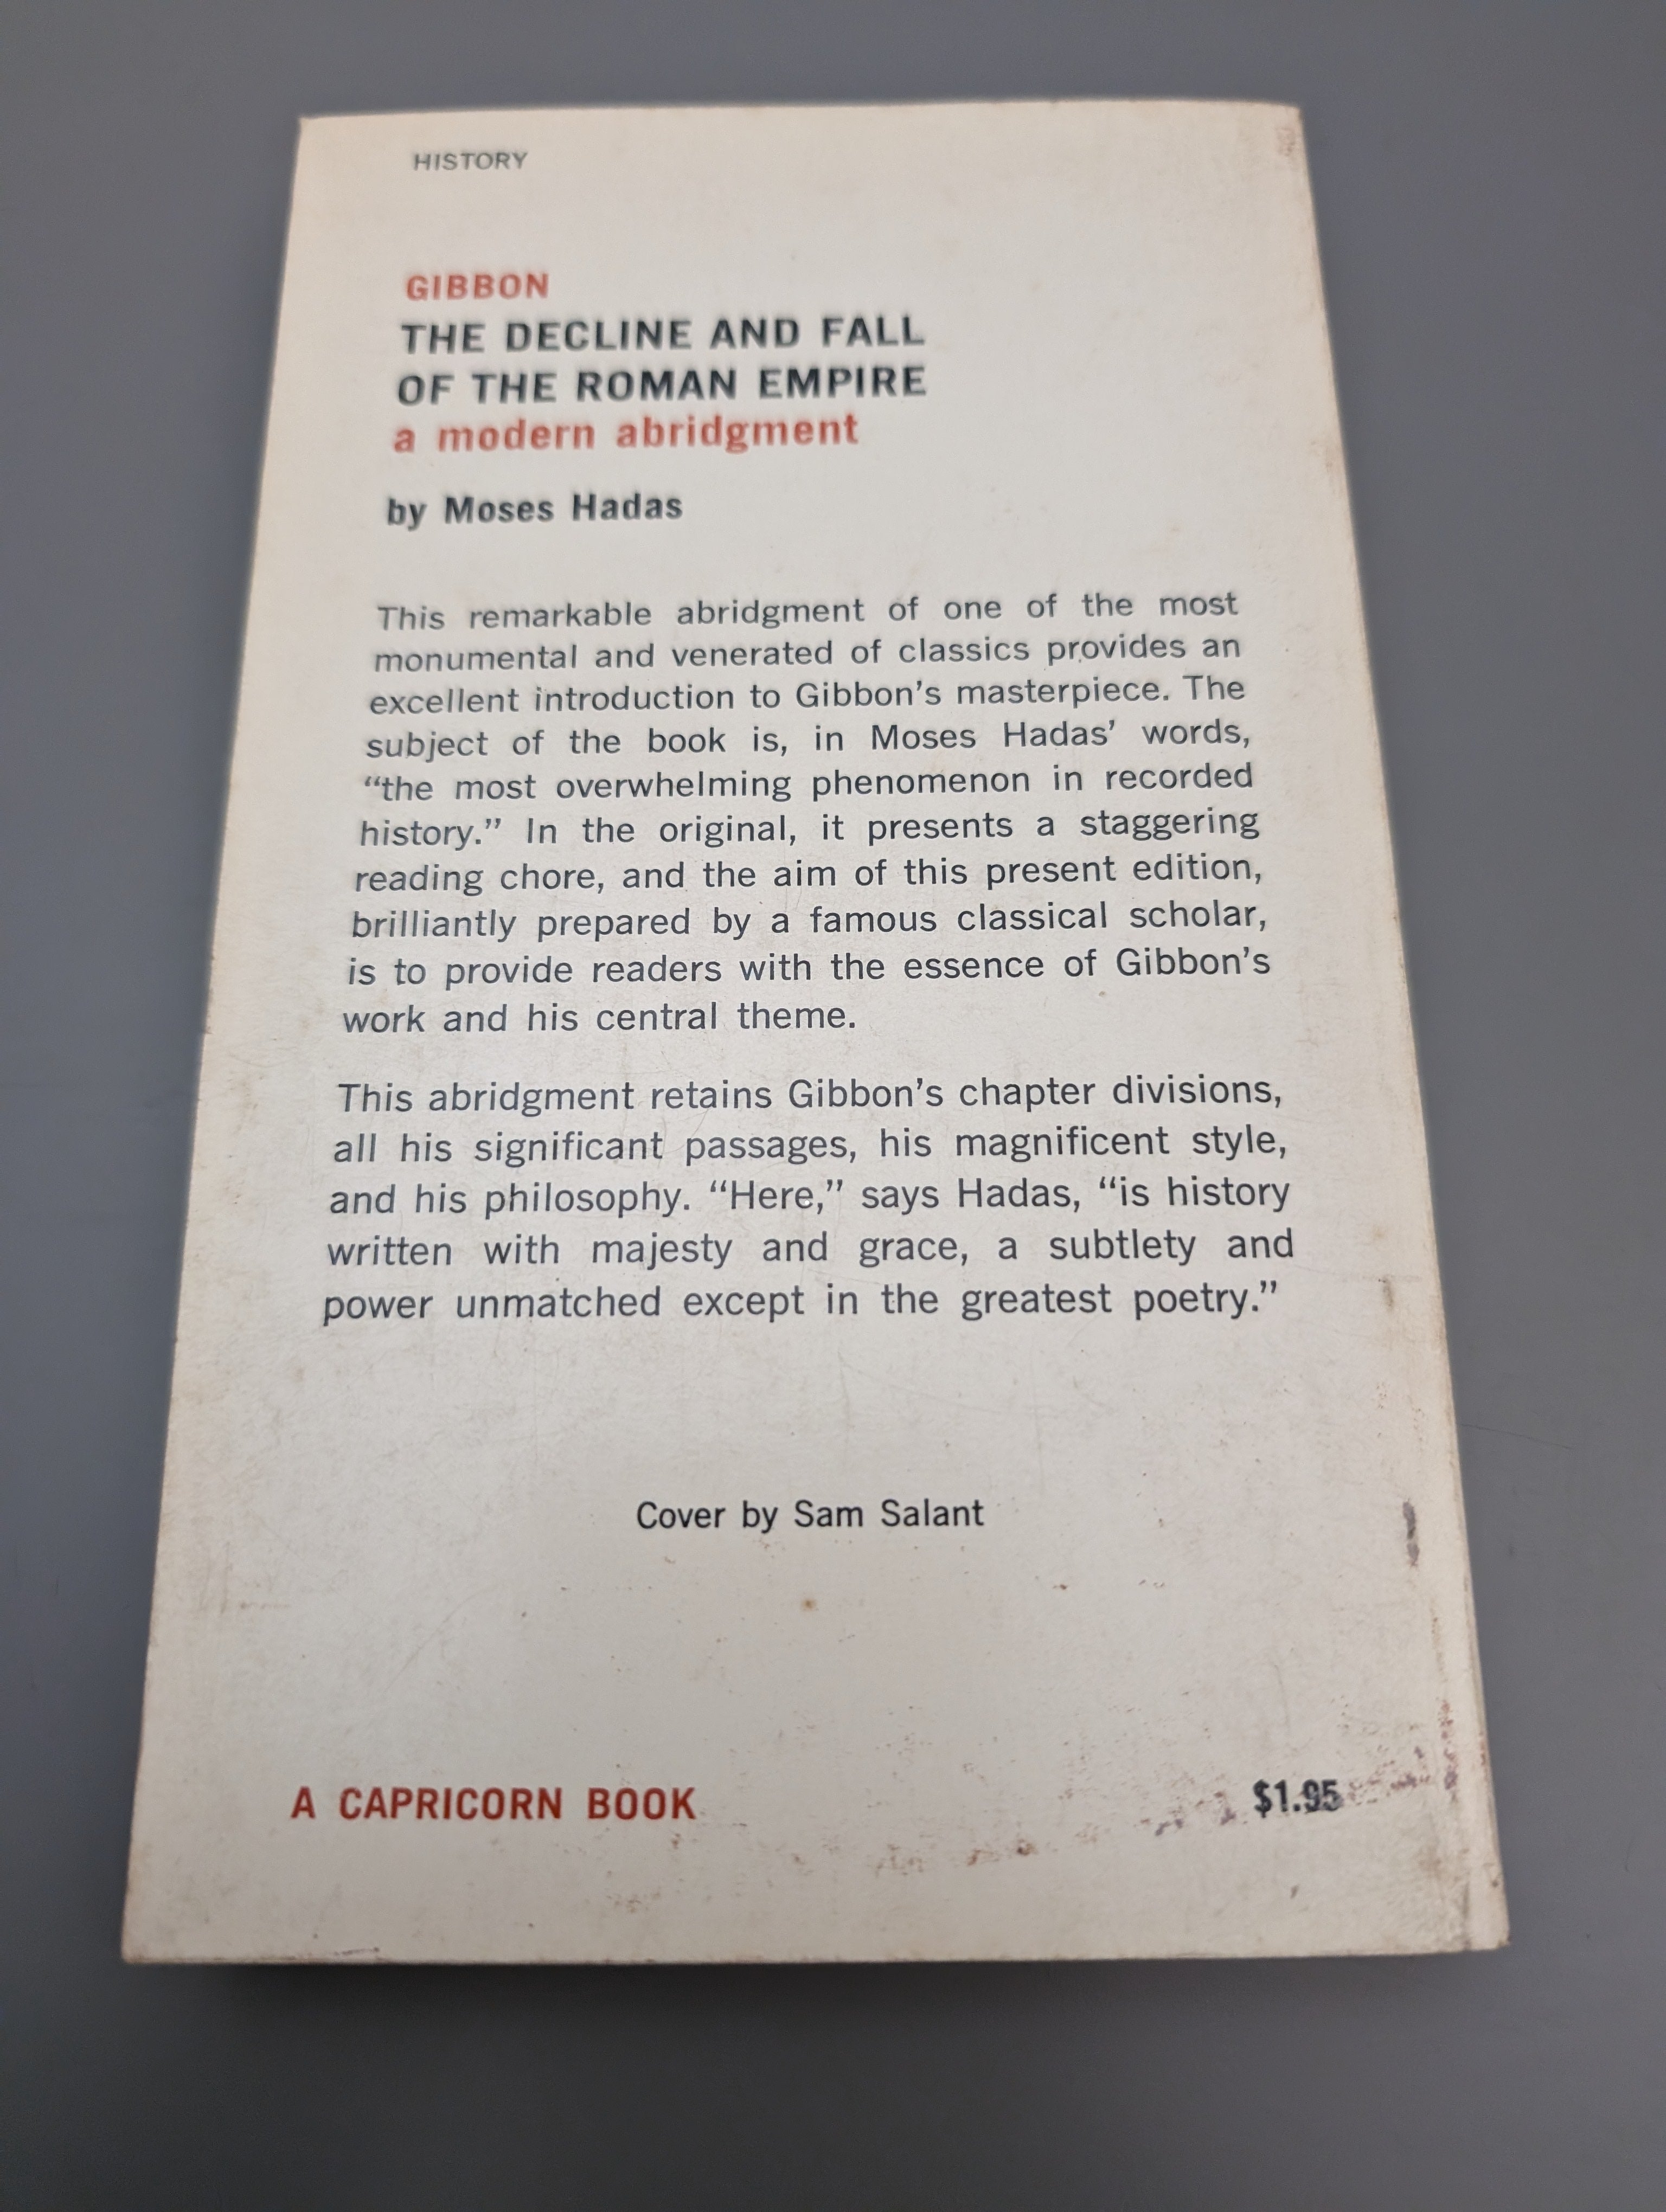 HISTORY
GIBBON
THE DECLINE AND FALL
OF THE ROMAN EMPIRE
a modern abridgment
by Moses Hadas
This remarkable abridgment of one of the most
monumental and venerated of classics provides an
excellent introduction to Gibbon’s masterpiece. The
subject of the book is, in Moses Hadas’ words,
“the most overwhelming phenomenon in recorded
history.” In the original, it presents a staggering
reading chore, and the aim of this present edition,
brilliantly prepared by a famous classical scholar,
is to provide readers with the essence of Gibbon’s
work and his central theme.
This abridgment retains Gibbon’s chapter divisions,
all his significant passages, his magnificent style,
and his philosophy. “Here,” says Hadas, “is history
written with majesty and grace, a subtlety and
power unmatched except in the greatest poetry.”
Cover by Sam Salant
A CAPRICORN BOOK
$1.95